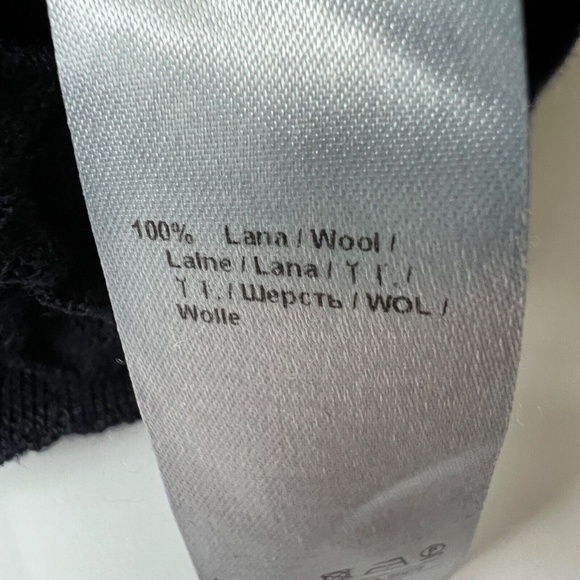 100% Lana / Wool /
Laine / Lana /
/ Шерсть / WOL /
Wolle